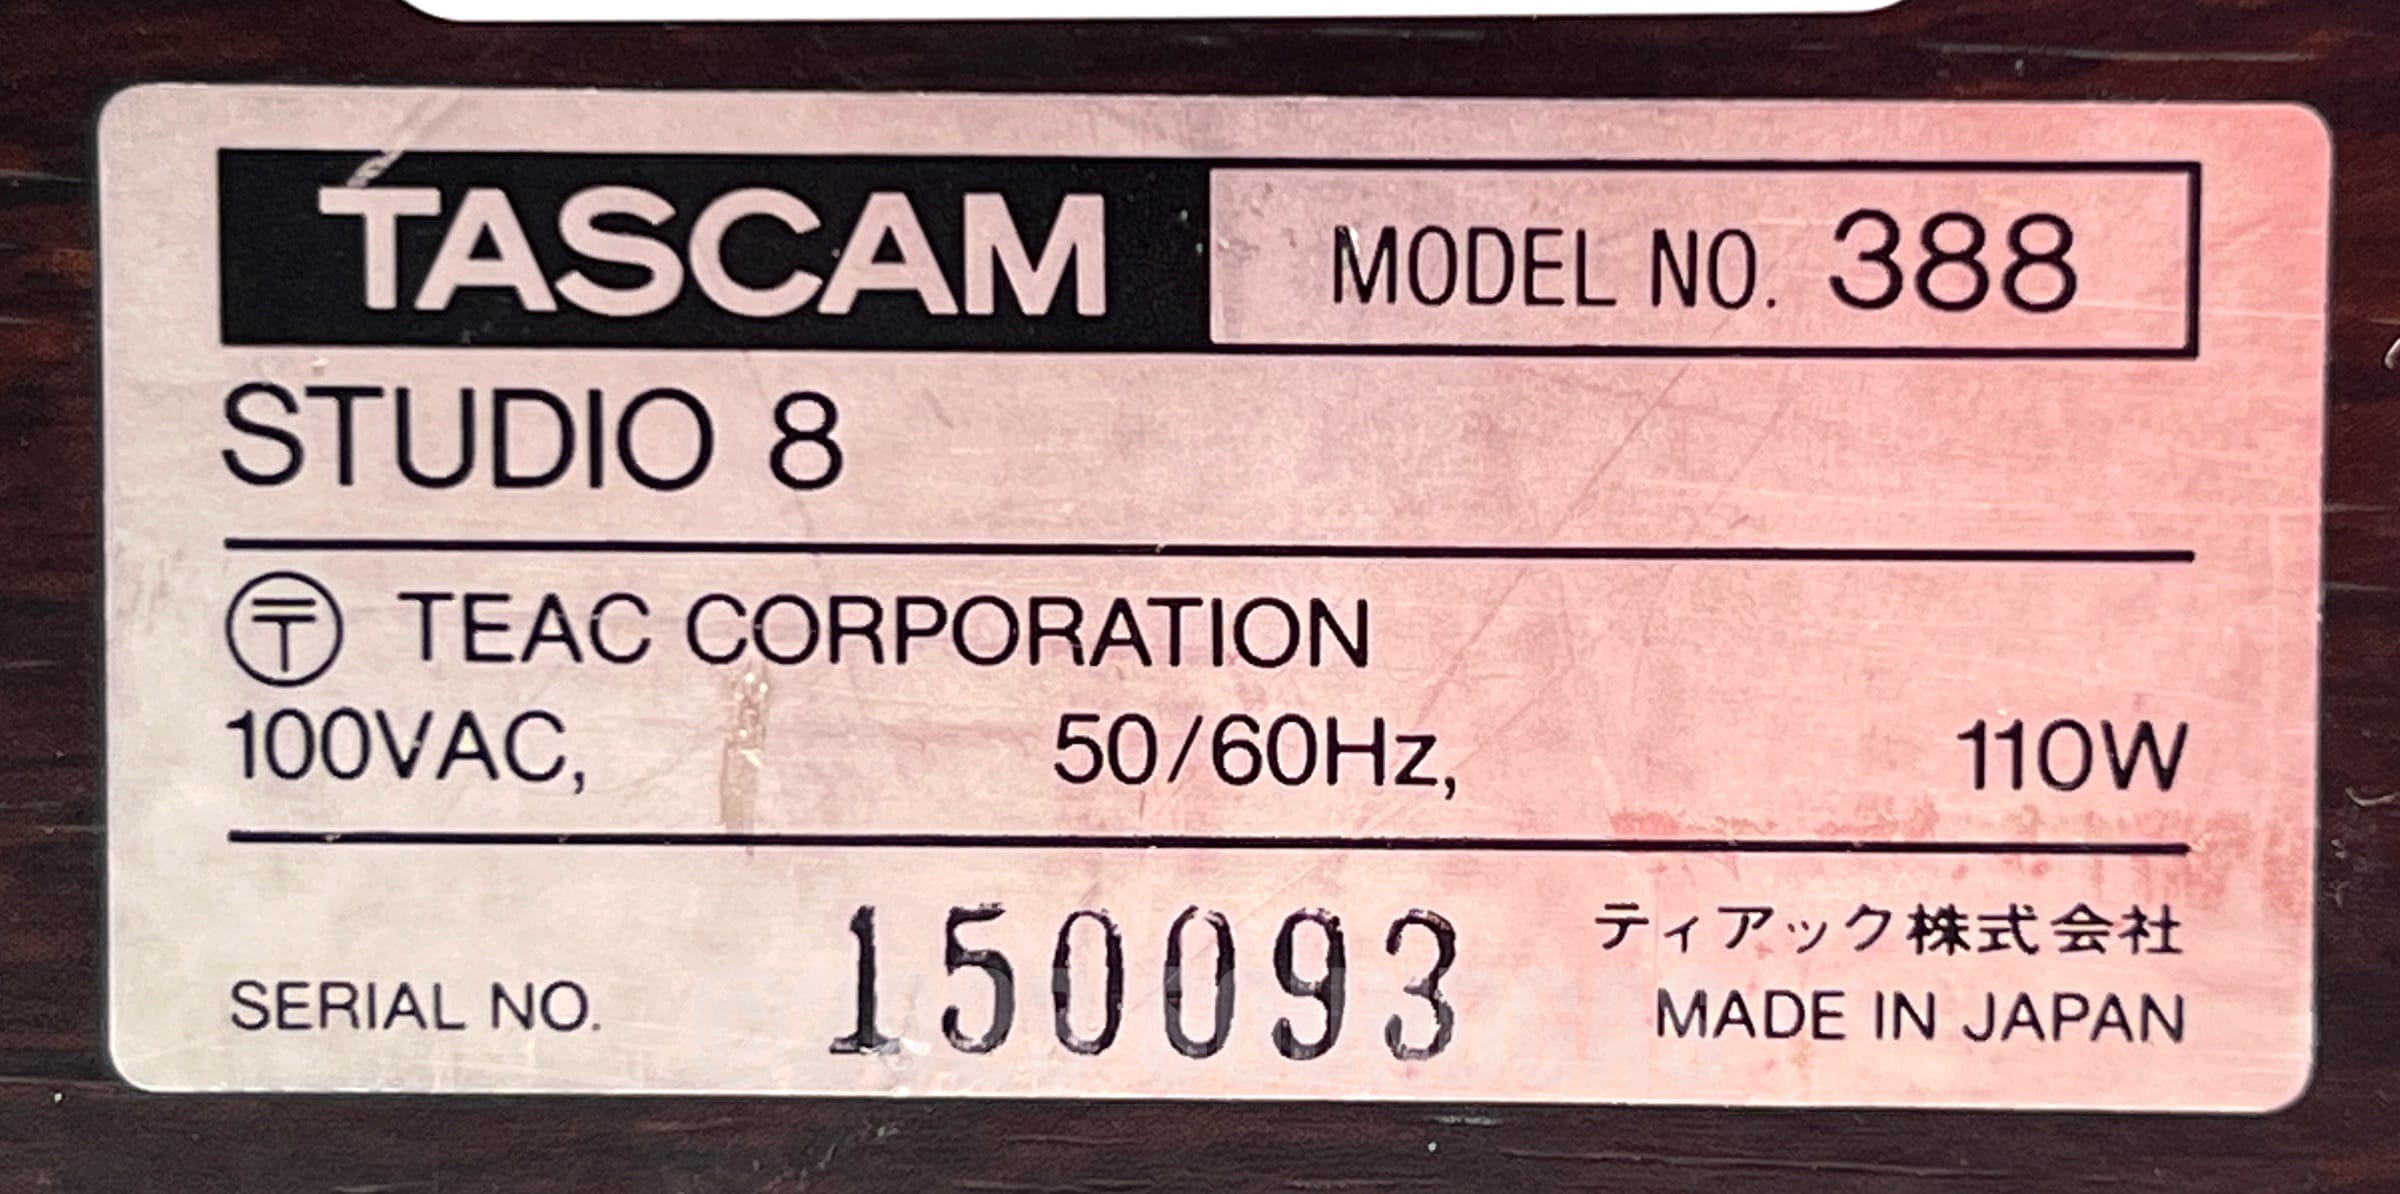 TASCAM MODEL NO. 388
STUDIO 8
〶 TEAC CORPORATION
100VAC, 50/60Hz, 110W
ティアック株式会社
SERIAL NO. 150093
MADE IN JAPAN